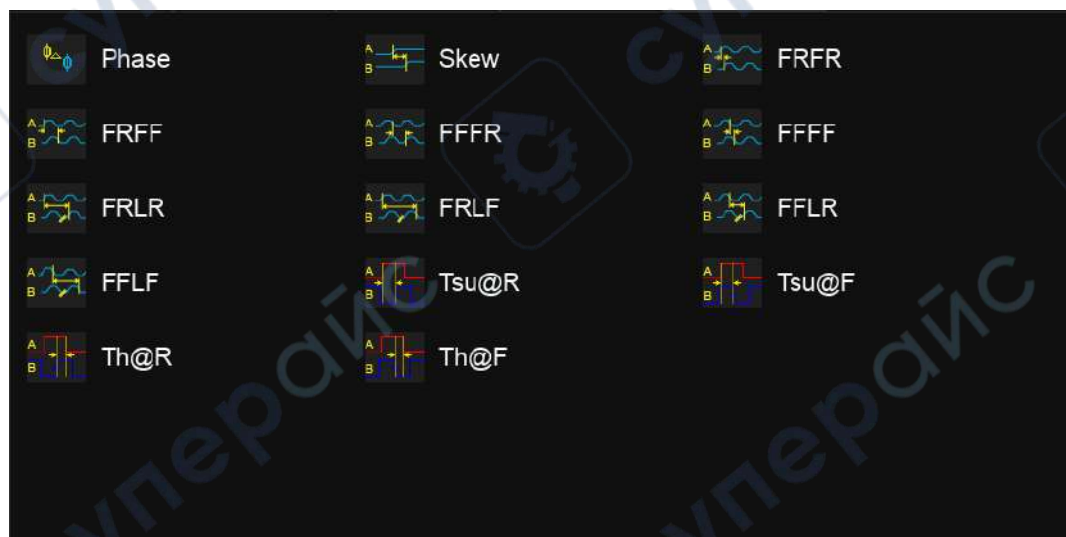 Phase Skew FRFR
FRFF FFFR FFFF
FRLR FRLF FFLR
FFLF Tsu@R Tsu@F
Th@R Th@F